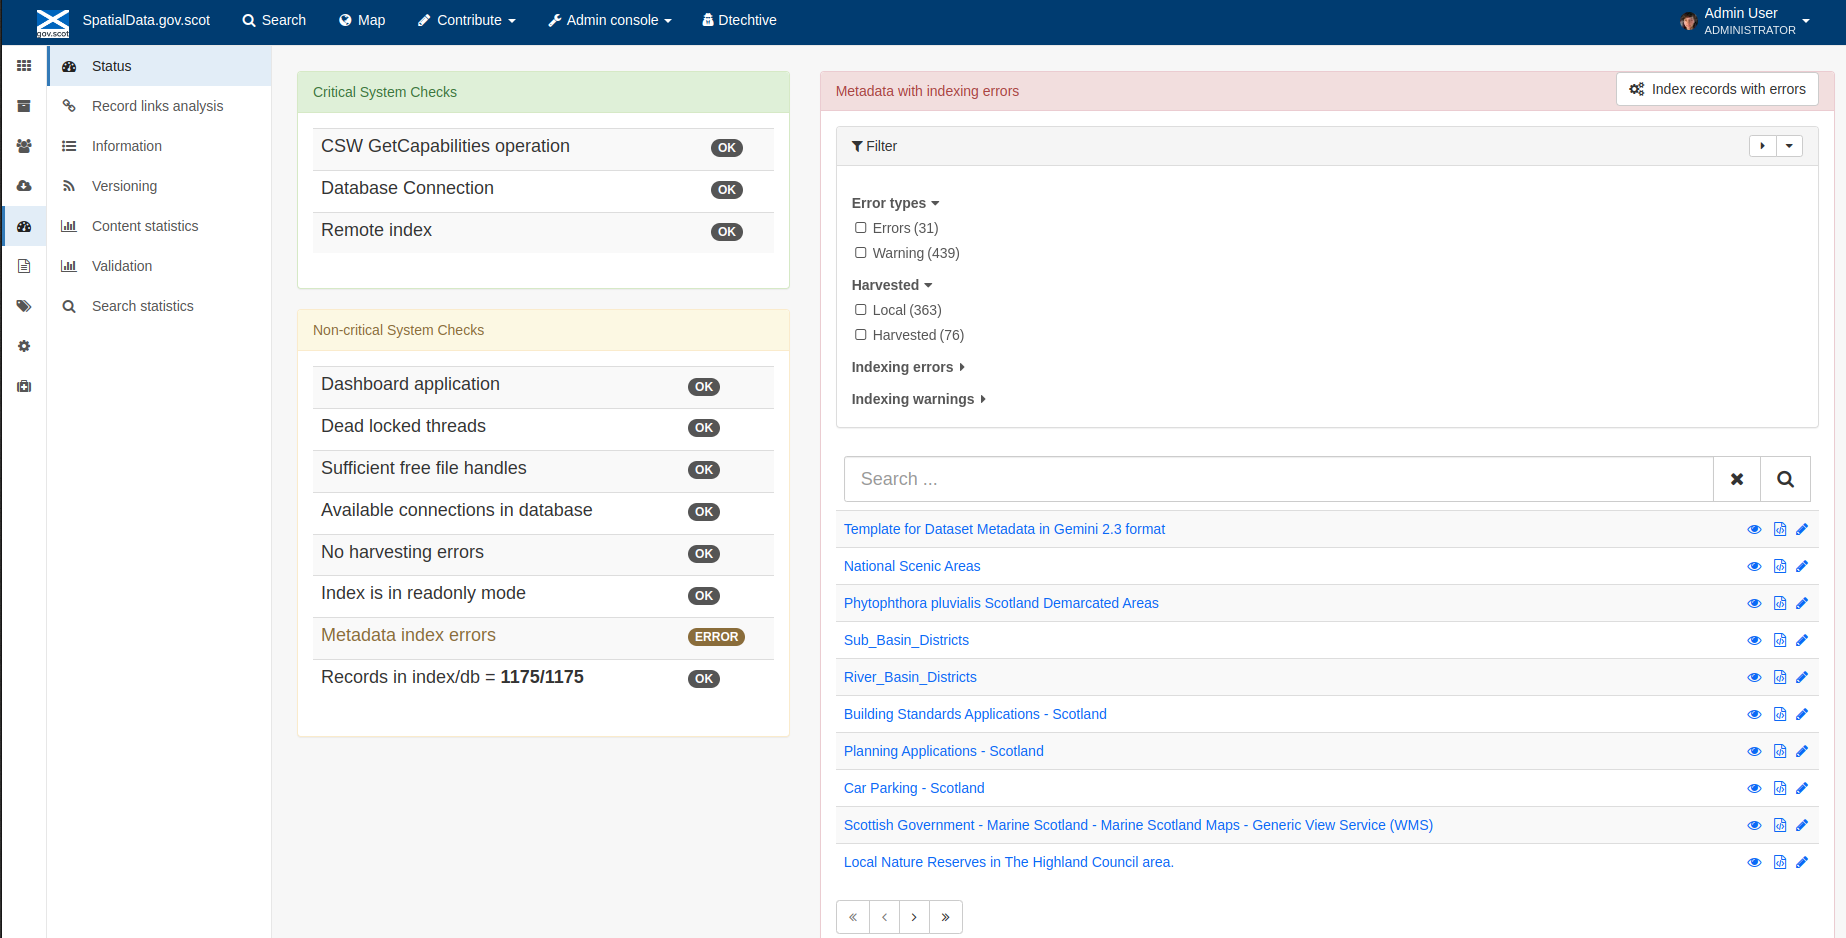 gov.scot
SpatialData.gov.scot
Search
Map
Contribute
Admin console
Dtechtive
Admin User
ADMINISTRATOR
Status
Record links analysis
Information
Versioning
Content statistics
Validation
Search statistics
Critical System Checks
CSW GetCapabilities operation OK
Database Connection OK
Remote index OK
Non-critical System Checks
Dashboard application OK
Dead locked threads OK
Sufficient free file handles OK
Available connections in database OK
No harvesting errors OK
Index is in readonly mode OK
Metadata index errors ERROR
Records in index/db = 1175/1175 OK
Metadata with indexing errors
Index records with errors
Filter
Error types
Errors (31)
Warning (439)
Harvested
Local (363)
Harvested (76)
Indexing errors
Indexing warnings
Search ...
Template for Dataset Metadata in Gemini 2.3 format
National Scenic Areas
Phytophthora pluvialis Scotland Demarcated Areas
Sub_Basin_Districts
River_Basin_Districts
Building Standards Applications - Scotland
Planning Applications - Scotland
Car Parking - Scotland
Scottish Government - Marine Scotland - Marine Scotland Maps - Generic View Service (WMS)
Local Nature Reserves in The Highland Council area.
« ‹ › »